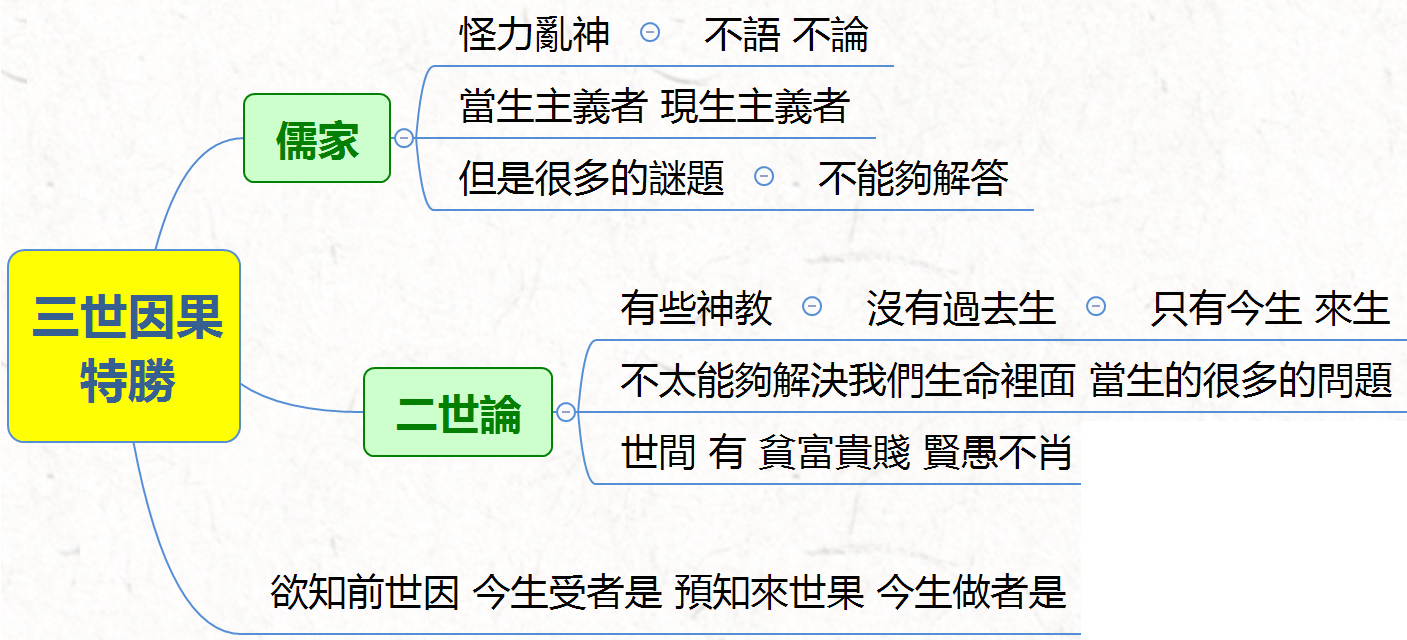 怪力亂神 不語 不論
儒家
當生主義者 現生主義者
但是很多的謎題 不能夠解答
三世因果
特勝
有些神教 沒有過去生 只有今生 來生
二世論
不太能夠解決我們生命裡面 當生的很多的問題
世間 有 貧富貴賤 賢愚不肖
欲知前世因 今生受者是 預知來世果 今生做者是